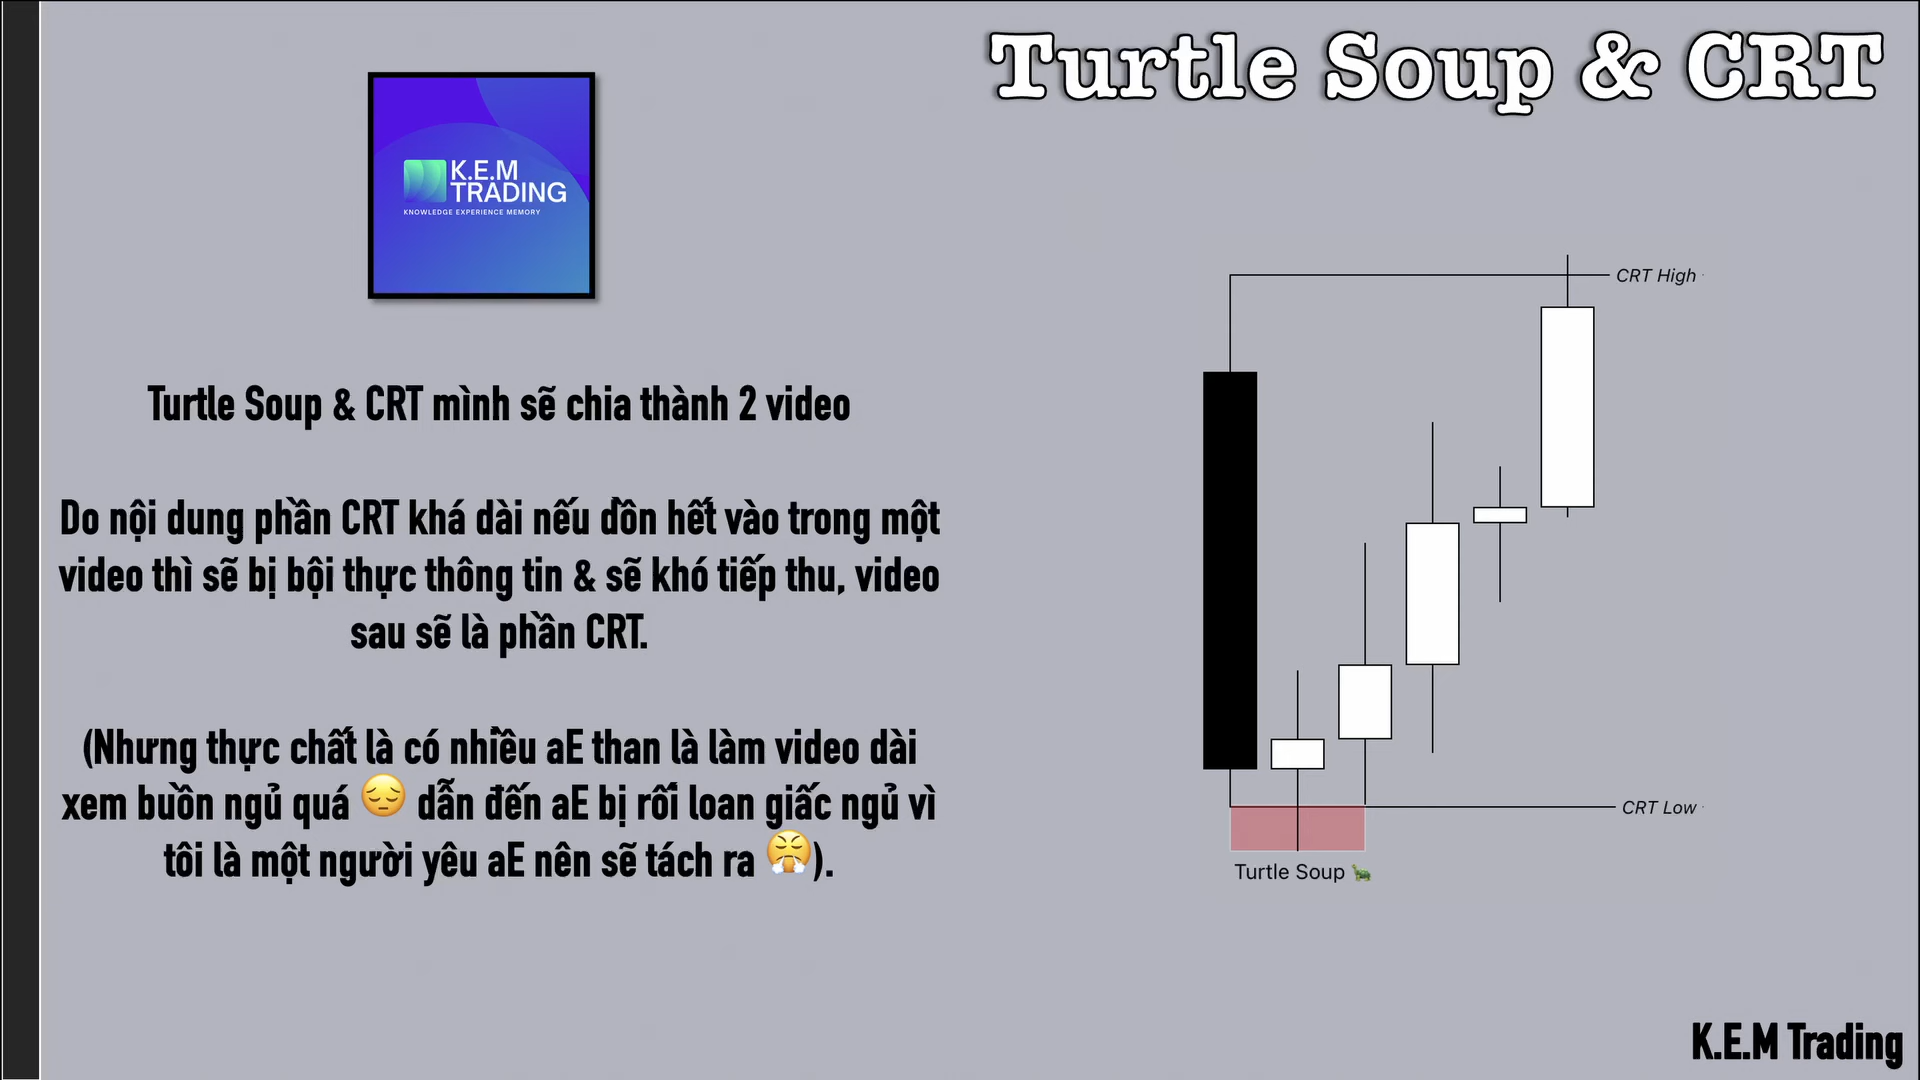 Turtle Soup & CRT
K.E.M
TRADING
KNOWLEDGE EXPERIENCE MEMORY
Turtle Soup & CRT mình sẽ chia thành 2 video
Do nội dung phần CRT khá dài nếu dồn hết vào trong một
video thì sẽ bị bội thực thông tin & sẽ khó tiếp thu, video
sau sẽ là phần CRT.
(Nhưng thực chất là có nhiều aE than là làm video dài
xem buồn ngủ quá 😔 dẫn đến aE bị rối loan giấc ngủ vì
tôi là một người yêu aE nên sẽ tách ra 😤).
CRT High
CRT Low
Turtle Soup 🐢
K.E.M Trading